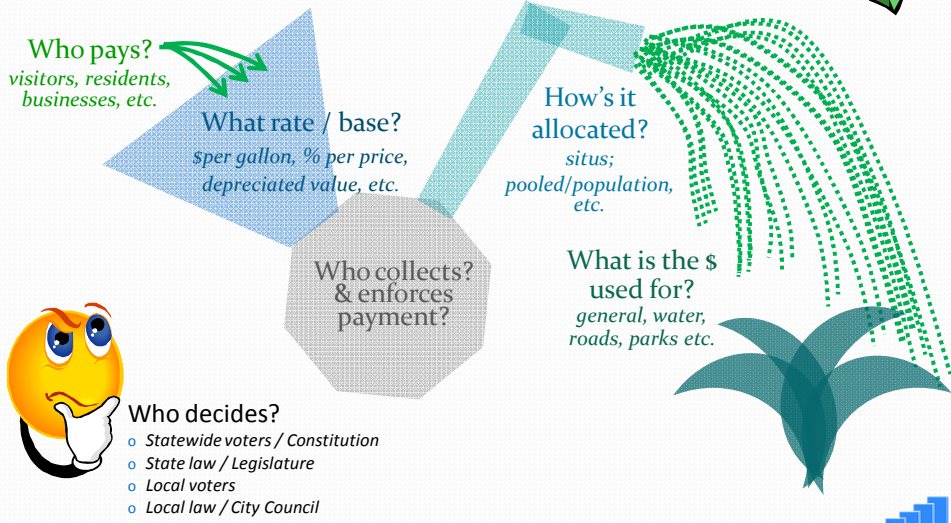 Who pays?
visitors, residents,
businesses, etc.
What rate / base?
$per gallon, % per price,
depreciated value, etc.
Who collects?
& enforces
payment?
How's it
allocated?
situs;
pooled/population,
etc.
What is the $
used for?
general, water,
roads, parks etc.
Who decides?
o Statewide voters / Constitution
o State law / Legislature
o Local voters
o Local law / City Council